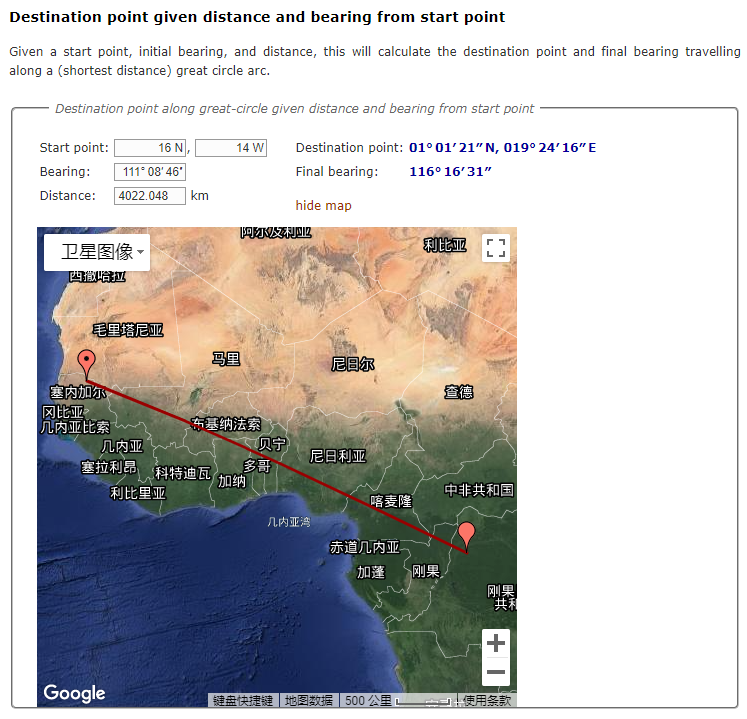 Destination point given distance and bearing from start point
Given a start point, initial bearing, and distance, this will calculate the destination point and final bearing travelling
along a (shortest distance) great circle arc.
Destination point along great-circle given distance and bearing from start point
Start point: 16 N, 14 W Destination point: 01° 01′ 21″ N, 019° 24′ 16″ E
Bearing: 111° 08′ 46″ Final bearing: 116° 16′ 31″
Distance: 4022.048 km
hide map
阿尔及利亚
卫星图像
利比亚
西撒哈拉
毛里塔尼亚
马里
尼日尔
塞内加尔
查德
冈比亚
几内亚比索
布基纳法索
几内亚
贝宁
尼日利亚
塞拉利昂
科特迪瓦
多哥
加纳
利比里亚
喀麦隆
中非共和国
几内亚湾
赤道几内亚
加蓬
刚果
刚果
共和
Google
键盘快捷键 地图数据 500 公里 使用条款